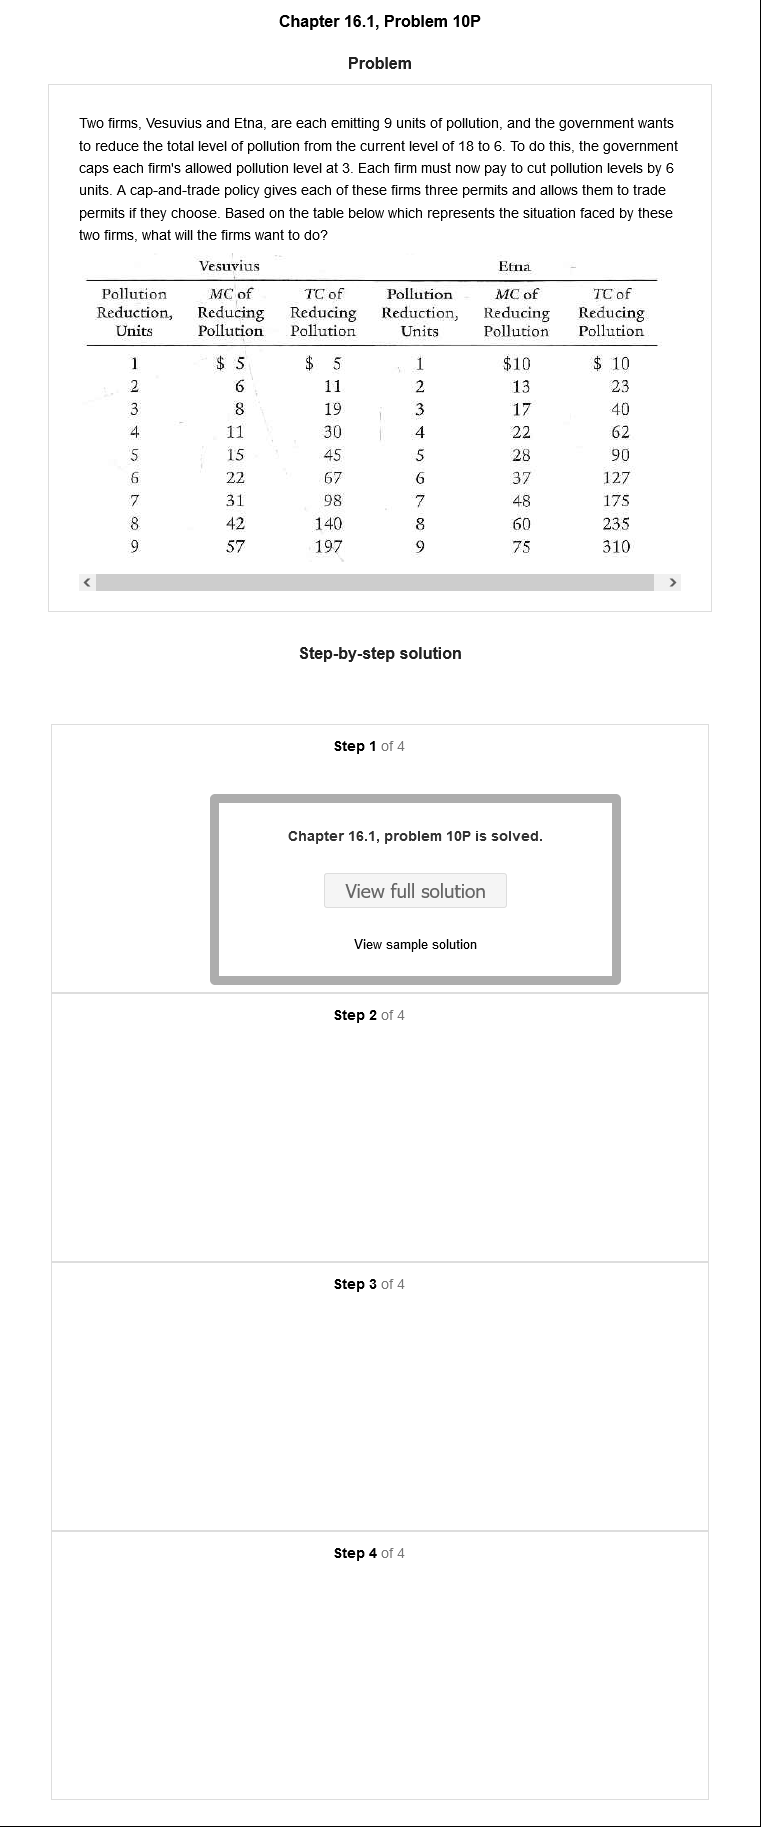 Chapter 16.1, Problem 10P
Problem
Two firms, Vesuvius and Etna, are each emitting 9 units of pollution, and the government wants
to reduce the total level of pollution from the current level of 18 to 6. To do this, the government
caps each firm's allowed pollution level at 3. Each firm must now pay to cut pollution levels by 6
units. A cap-and-trade policy gives each of these firms three permits and allows them to trade
permits if they choose. Based on the table below which represents the situation faced by these
two firms, what will the firms want to do?
Vesuvius Etna
Pollution MC of TC of Pollution MC of TC of
Reduction, Reducing Reducing Reduction, Reducing Reducing
Units Pollution Pollution Units Pollution Pollution
1 $ 5 $ 5 1 $10 $ 10
2 6 11 2 13 23
3 8 19 3 17 40
4 11 30 4 22 62
5 15 45 5 28 90
6 22 67 6 37 127
7 31 98 7 48 175
8 42 140 8 60 235
9 57 197 9 75 310
Step-by-step solution
Step 1 of 4
Chapter 16.1, problem 10P is solved.
View full solution
View sample solution
Step 2 of 4
Step 3 of 4
Step 4 of 4